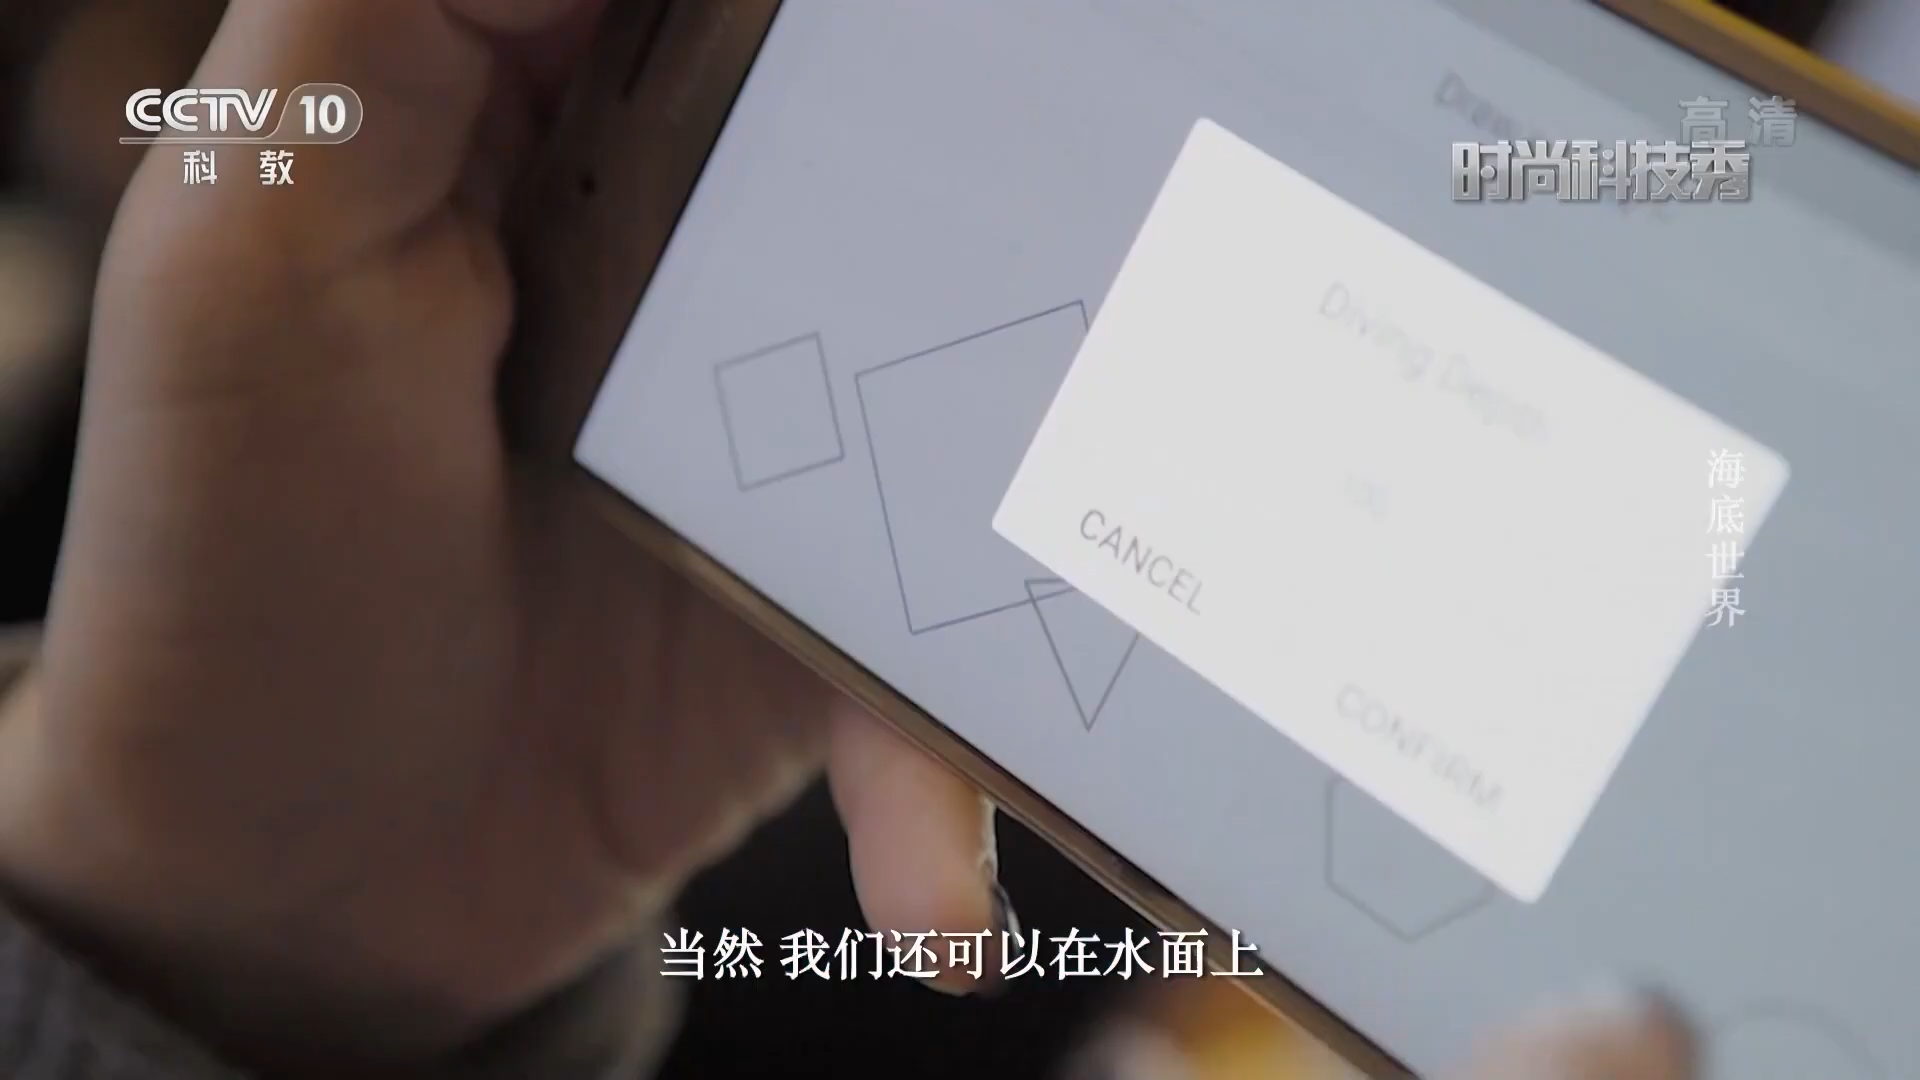 CCTV 10
科 教
高 清
时尚科技秀
Diving Depth
CANCEL
CONFIRM
海底世界
当然 我们还可以在水面上